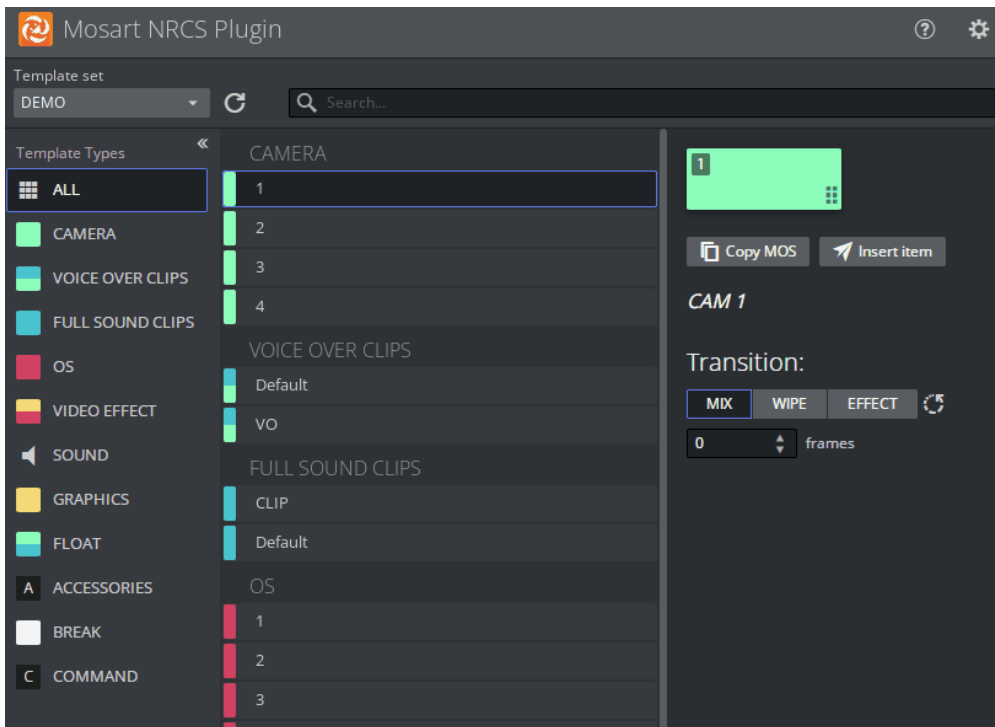 Mosart NRCS Plugin
Template set
DEMO
Search...
Template Types
ALL
CAMERA
VOICE OVER CLIPS
FULL SOUND CLIPS
OS
VIDEO EFFECT
SOUND
GRAPHICS
FLOAT
A ACCESSORIES
BREAK
C COMMAND
CAMERA
1
2
3
4
VOICE OVER CLIPS
Default
VO
FULL SOUND CLIPS
CLIP
Default
OS
1
2
3
1
Copy MOS Insert item
CAM 1
Transition:
MIX WIPE EFFECT
0 frames